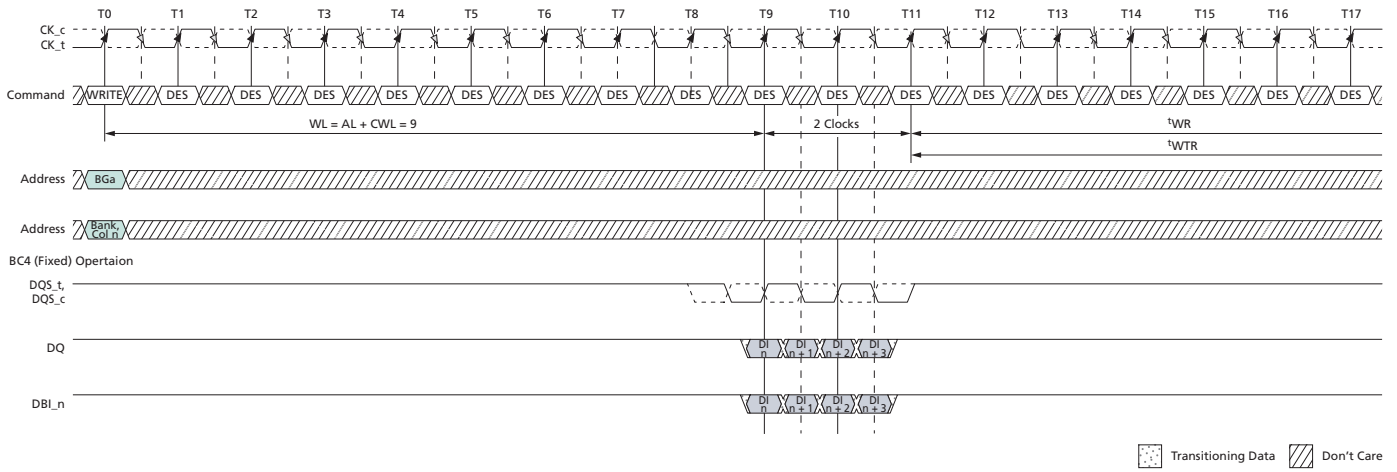 T0 T1 T2 T3 T4 T5 T6 T7 T8 T9 T10 T11 T12 T13 T14 T15 T16 T17
CK_c
CK_t
Command WRITE DES DES DES DES DES DES DES DES DES DES DES DES DES DES DES DES DES
WL = AL + CWL = 9 2 Clocks tWR
tWTR
Address BGa
Address Bank, Col n
BC4 (Fixed) Opertaion
DQS_t,
DQS_c
DQ DI n DI n + 1 DI n + 2 DI n + 3
DBI_n DI n DI n + 1 DI n + 2 DI n + 3
Transitioning Data Don't Care